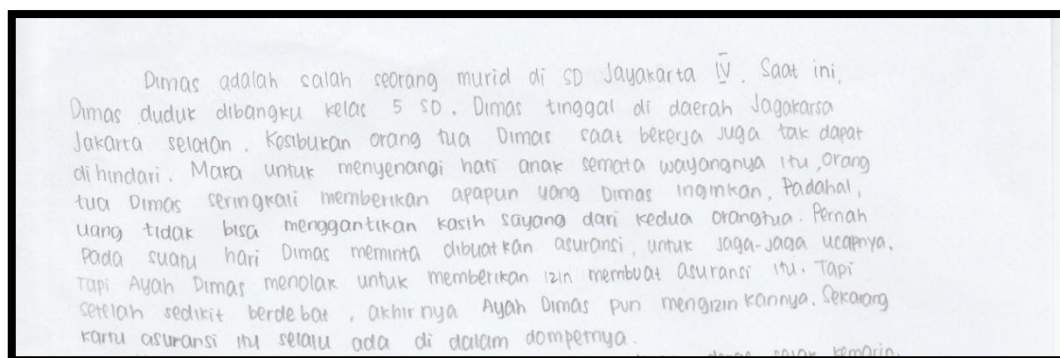 Dimas adalah salah seorang murid di SD Jayakarta IV. Saat ini,
Dimas duduk dibangku kelas 5 SD. Dimas tinggal di daerah Jagakarsa
Jakarta selatan. Kesibukan orang tua Dimas saat bekerja juga tak dapat
di hindari. Maka untuk menyenangi hati anak semata wayangnya itu, orang
tua Dimas seringkali memberikan apapun yang Dimas inginkan. Padahal,
uang tidak bisa menggantikan kasih sayang dari kedua orangtua. Pernah
pada suatu hari Dimas meminta dibuatkan asuransi, untuk jaga-jaga ucapnya.
Tapi Ayah Dimas menolak untuk memberikan izin membuat asuransi itu. Tapi
setelah sedikit berdebat, akhirnya Ayah Dimas pun mengizinkannya. Sekarang
kartu asuransi itu selalu ada di dalam dompetnya.
kemarin,